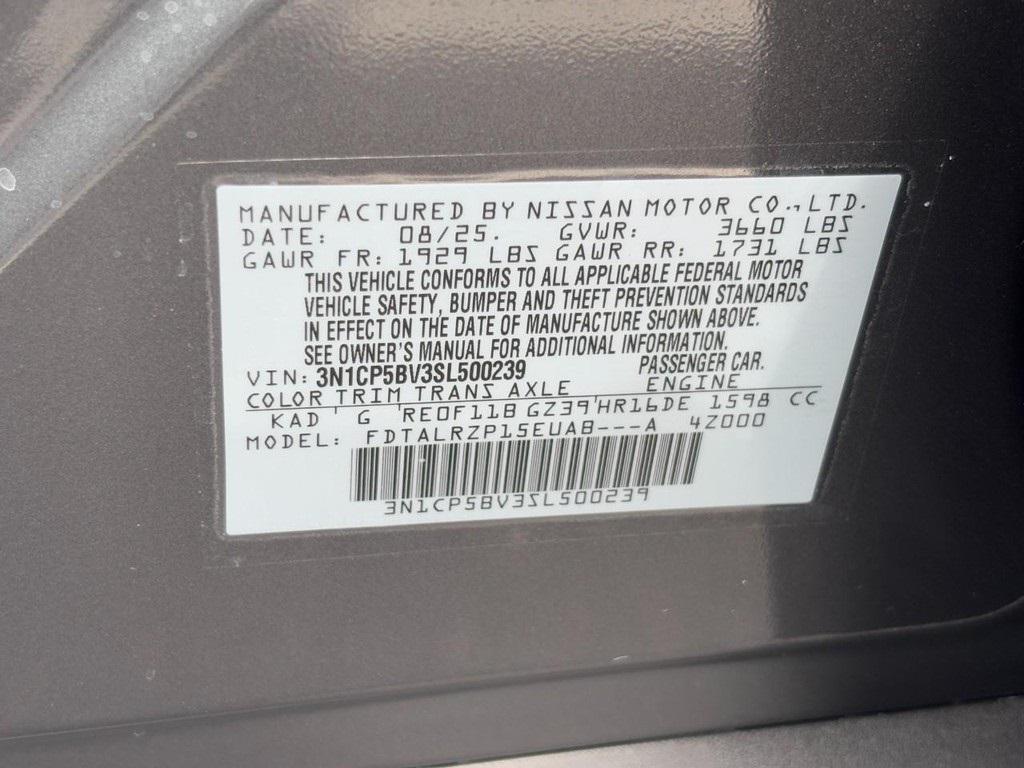 MANUFACTURED BY NISSAN MOTOR CO., LTD.
DATE: 08/25. GVWR: 3660 LBS
GAWR FR: 1929 LBS GAWR RR: 1731 LBS
THIS VEHICLE CONFORMS TO ALL APPLICABLE FEDERAL MOTOR
VEHICLE SAFETY, BUMPER AND THEFT PREVENTION STANDARDS
IN EFFECT ON THE DATE OF MANUFACTURE SHOWN ABOVE.
SEE OWNER'S MANUAL FOR ADDITIONAL INFORMATION.
VIN: 3N1CP5BV3SL500239 PASSENGER CAR.
COLOR TRIM TRANS AXLE ENGINE
KAD G RE0F11B GZ39 HR16DE 1598 CC
MODEL: FDTALRZP15EUAB---A 4Z000
3N1CP5BV3SL500239